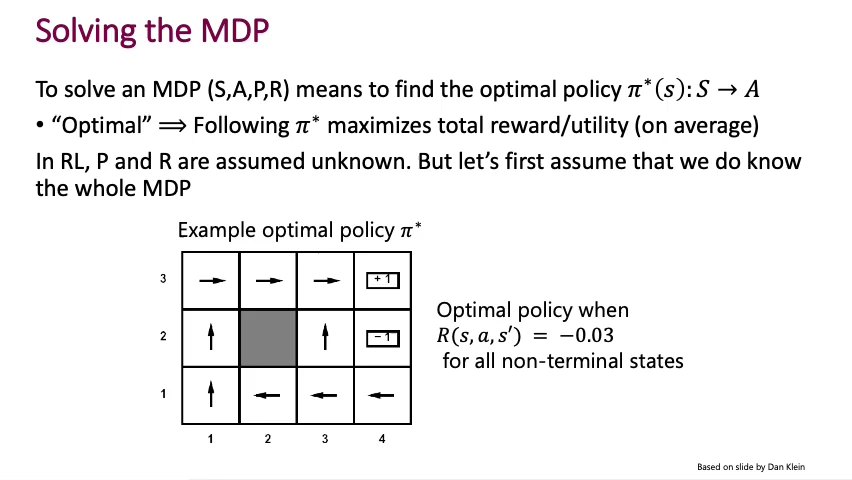 Solving the MDP
To solve an MDP (S,A,P,R) means to find the optimal policy π*(s): S → A
• “Optimal” ⟹ Following π* maximizes total reward/utility (on average)
In RL, P and R are assumed unknown. But let’s first assume that we do know
the whole MDP
Example optimal policy π*
3 → → → + 1
2 ↑ ↑ − 1
1 ↑ ← ← ←
1 2 3 4
Optimal policy when
R(s, a, s′) = −0.03
for all non-terminal states
Based on slide by Dan Klein